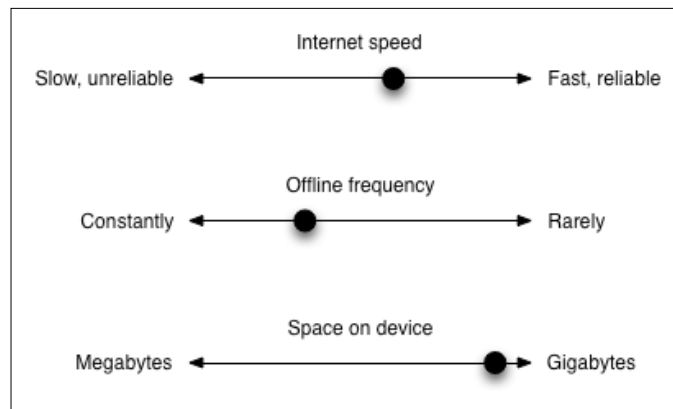 Internet speed
Slow, unreliable Fast, reliable
Offline frequency
Constantly Rarely
Space on device
Megabytes Gigabytes